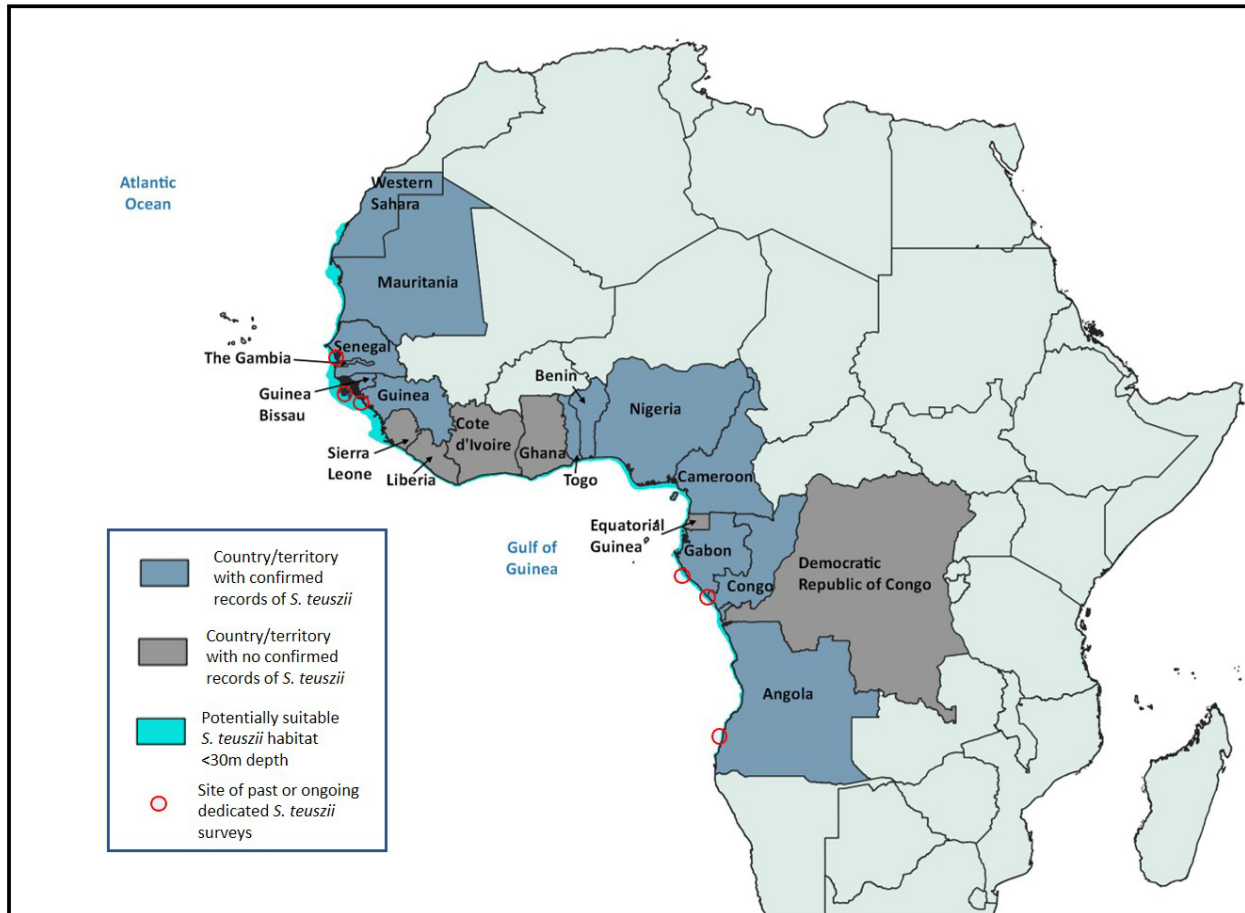 Atlantic
Ocean
Western
Sahara
Mauritania
Senegal
The Gambia
Guinea
Bissau
Guinea
Sierra
Leone
Liberia
Cote
d'Ivoire
Ghana
Togo
Benin
Nigeria
Cameroon
Equatorial
Guinea
Gulf of
Guinea
Gabon
Congo
Democratic
Republic of Congo
Angola
Country/territory
with confirmed
records of S. teuszii
Country/territory
with no confirmed
records of S. teuszii
Potentially suitable
S. teuszii habitat
<30m depth
Site of past or ongoing
dedicated S. teuszii
surveys